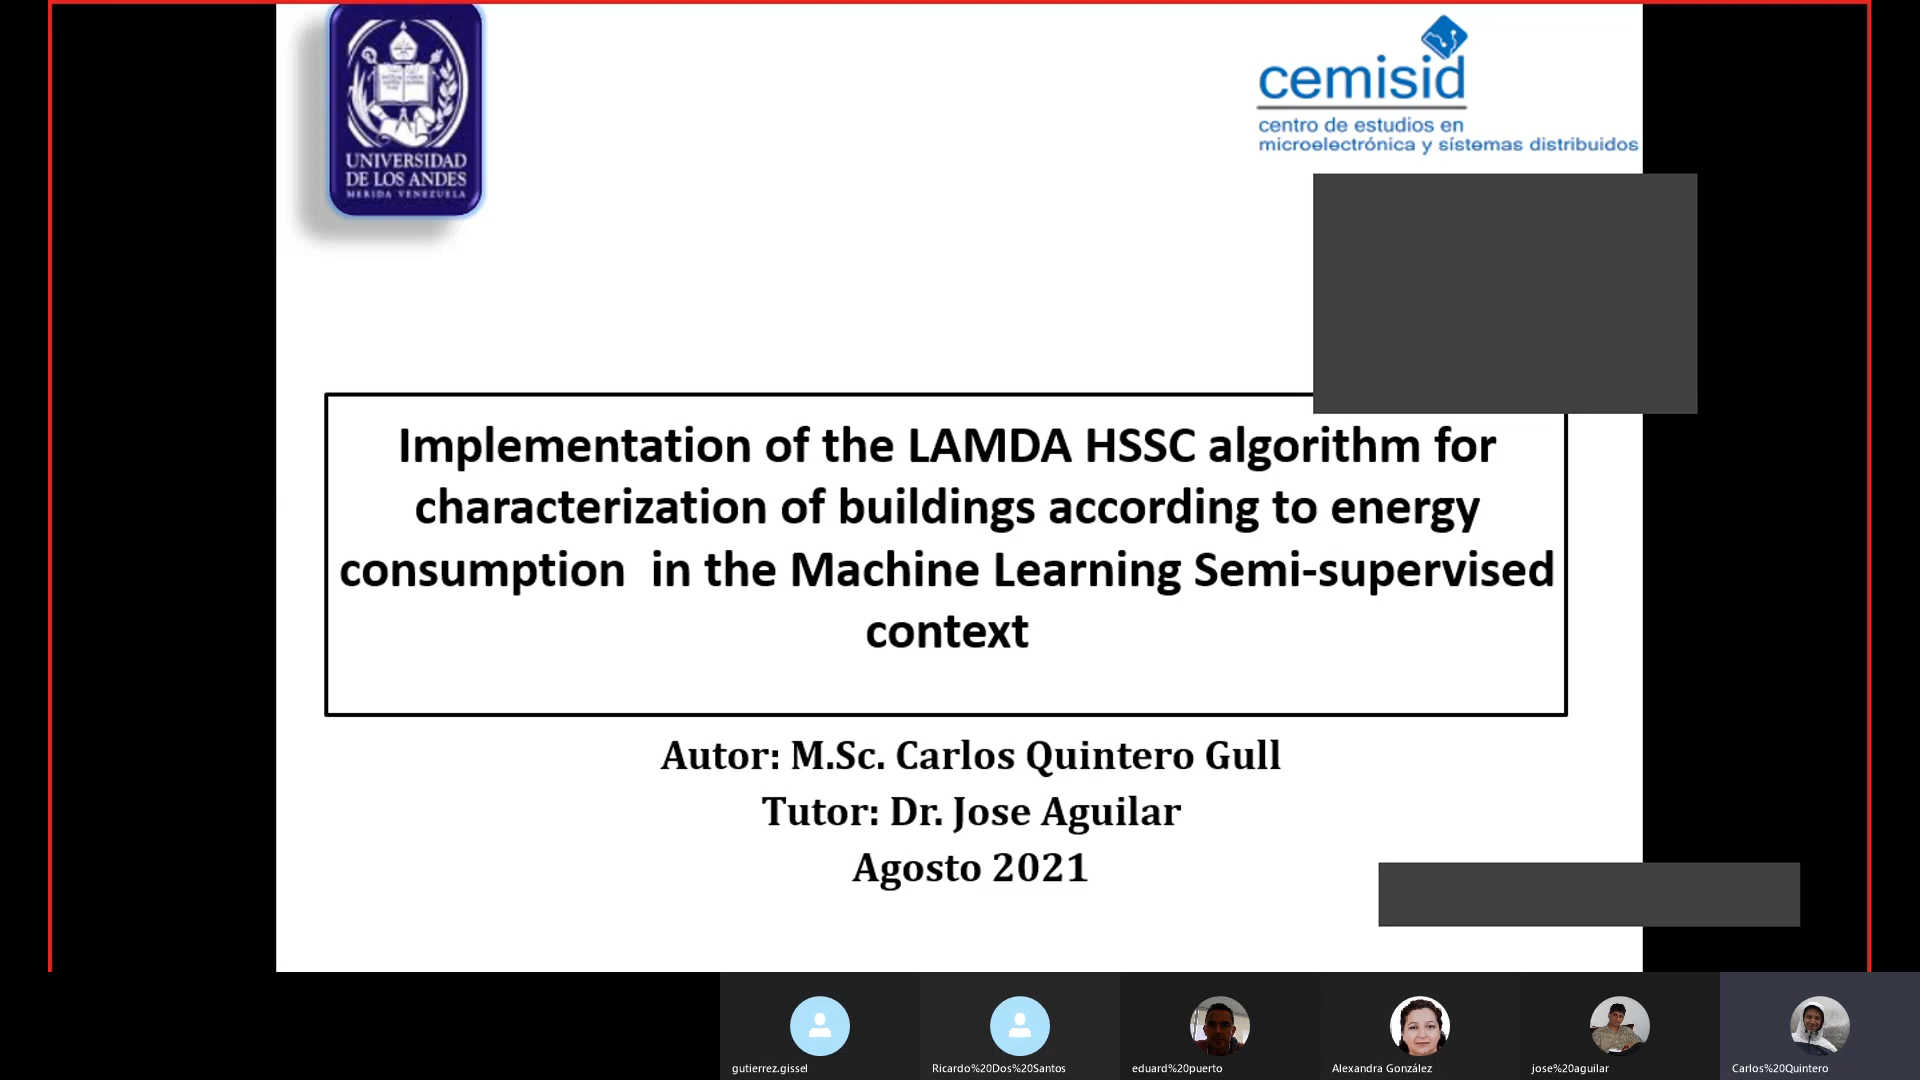 UNIVERSIDAD
DE LOS ANDES
MERIDA VENEZUELA
cemisid
centro de estudios en
microelectrónica y sístemas distribuidos
Implementation of the LAMDA HSSC algorithm for
characterization of buildings according to energy
consumption  in the Machine Learning Semi-supervised
context
Autor: M.Sc. Carlos Quintero Gull
Tutor: Dr. Jose Aguilar
Agosto 2021
gutierrez.gissel
Ricardo%20Dos%20Santos
eduard%20puerto
Alexandra González
jose%20aguilar
Carlos%20Quintero